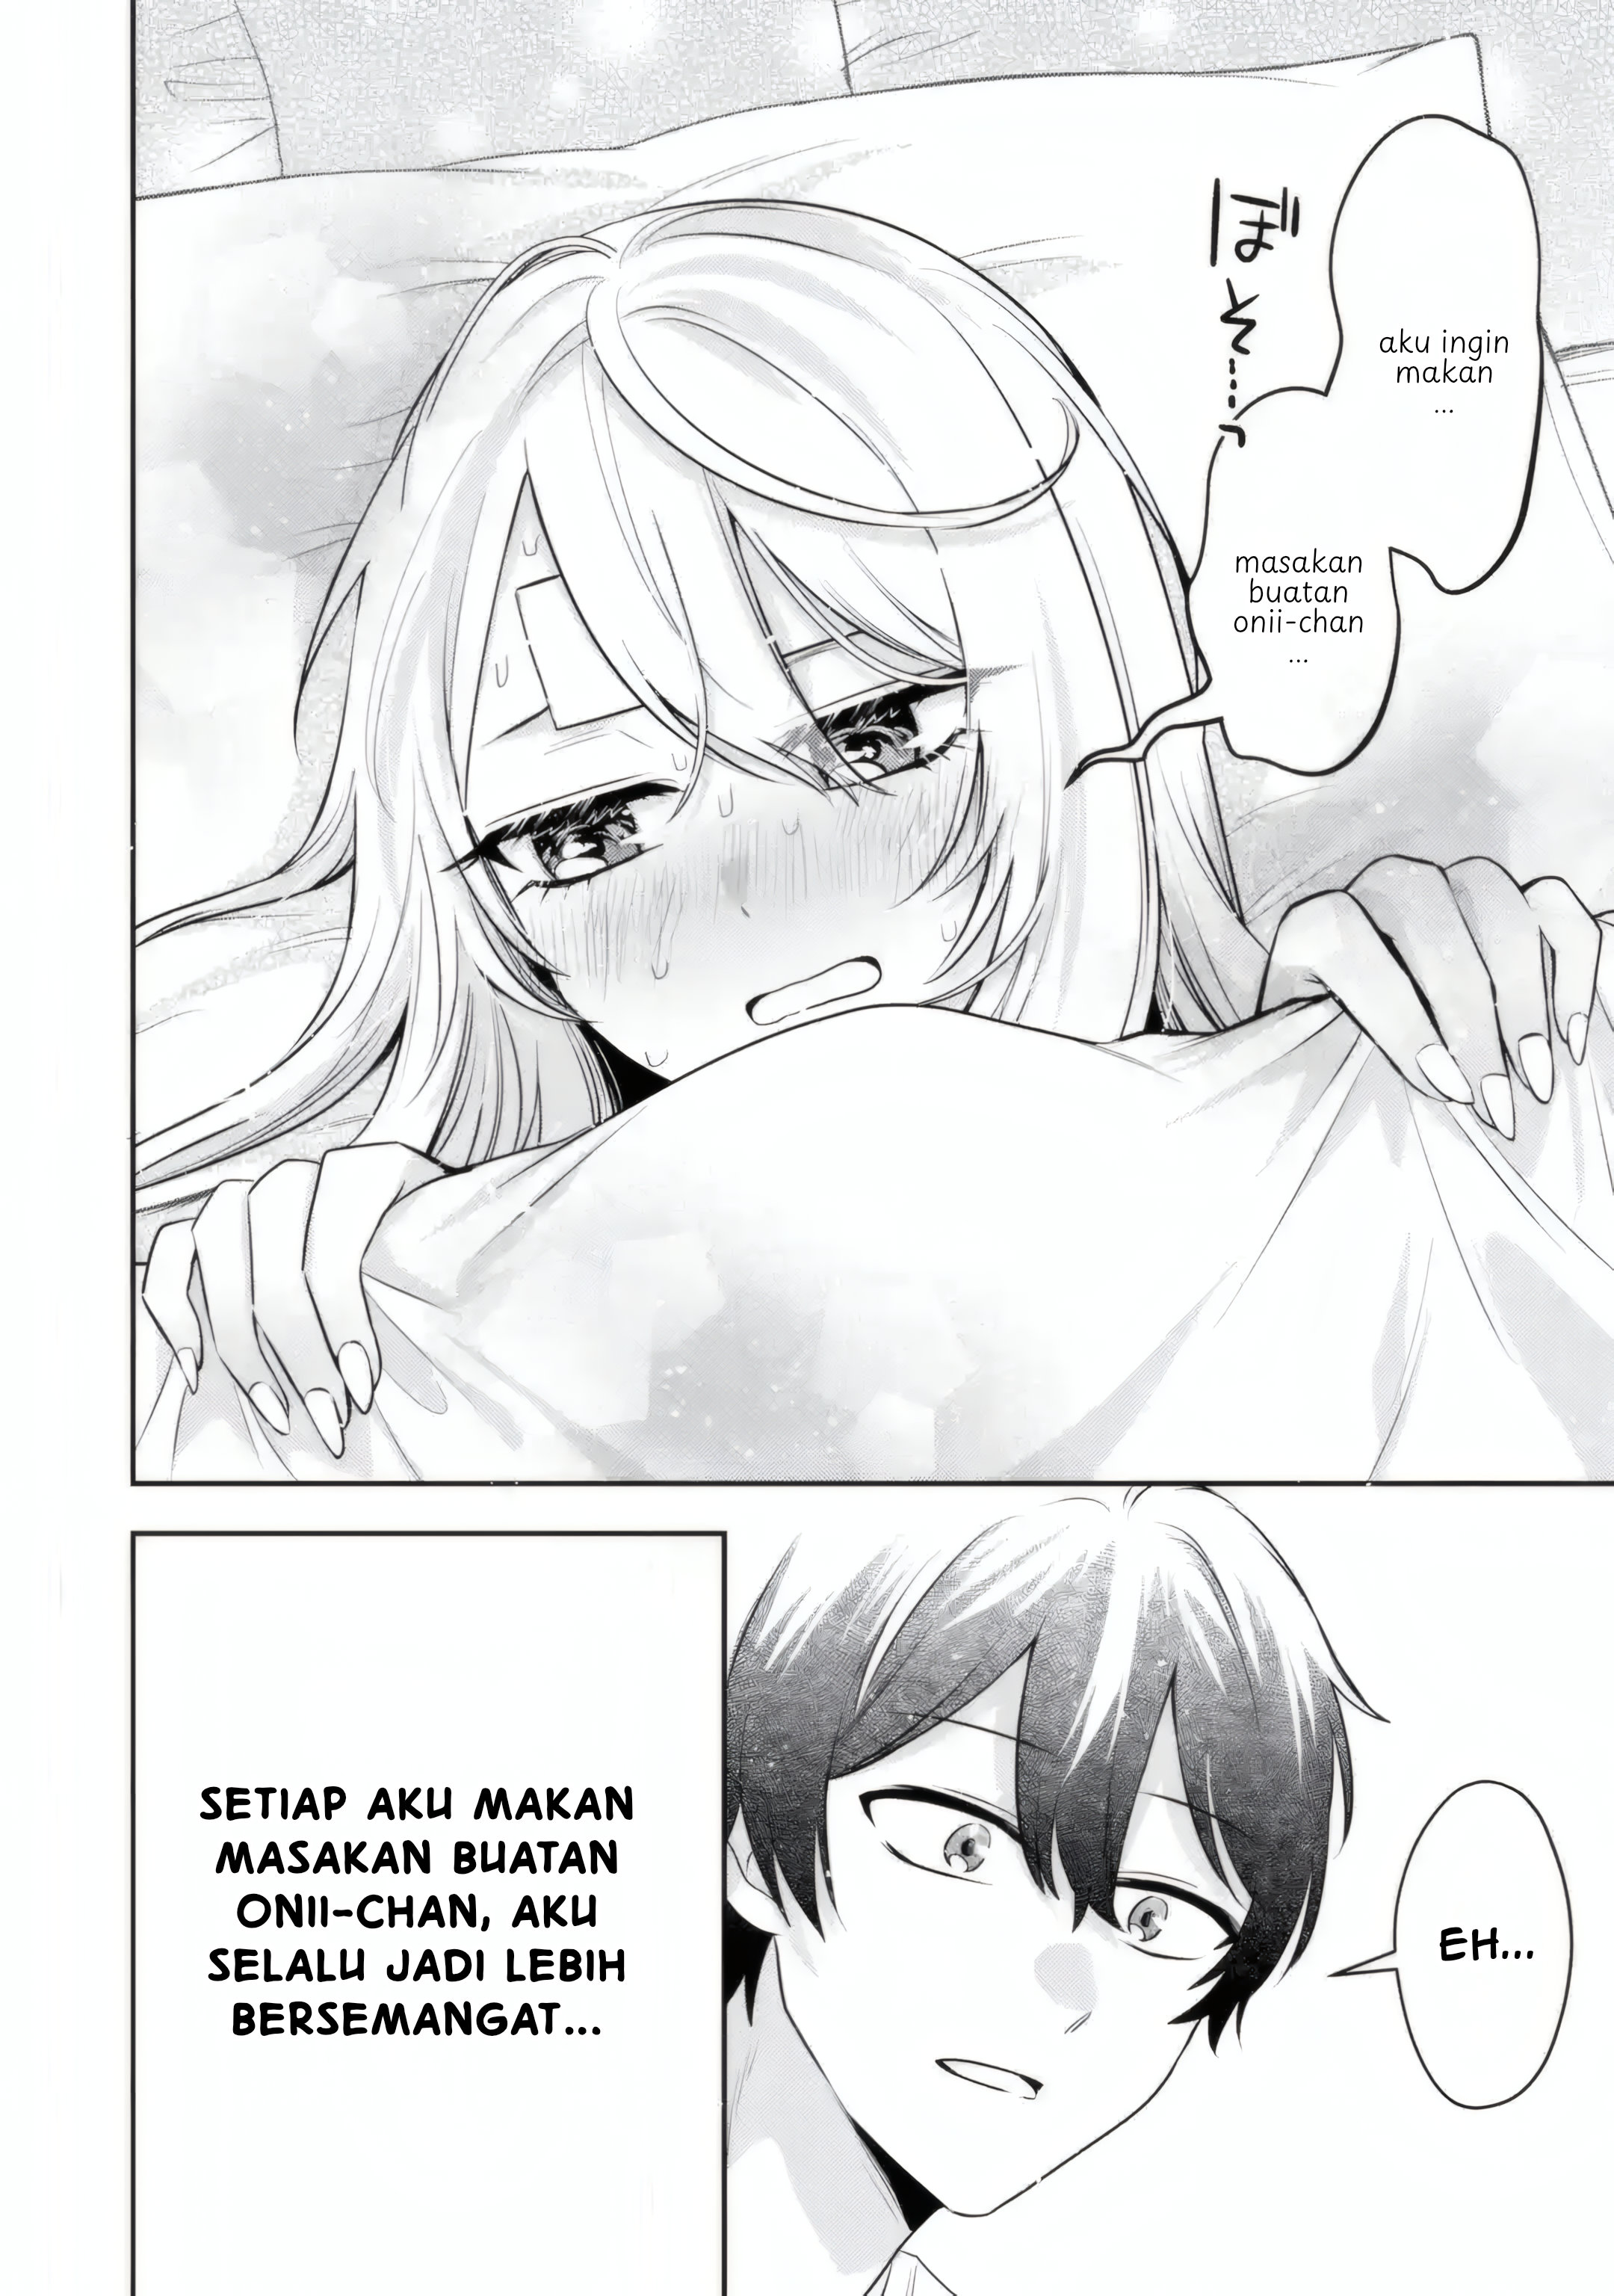 aku ingin
makan
...
ぼそ…っ
masakan
buatan
onii-chan
...
EH...
SETIAP AKU MAKAN
MASAKAN BUATAN
ONII-CHAN, AKU
SELALU JADI LEBIH
BERSEMANGAT...